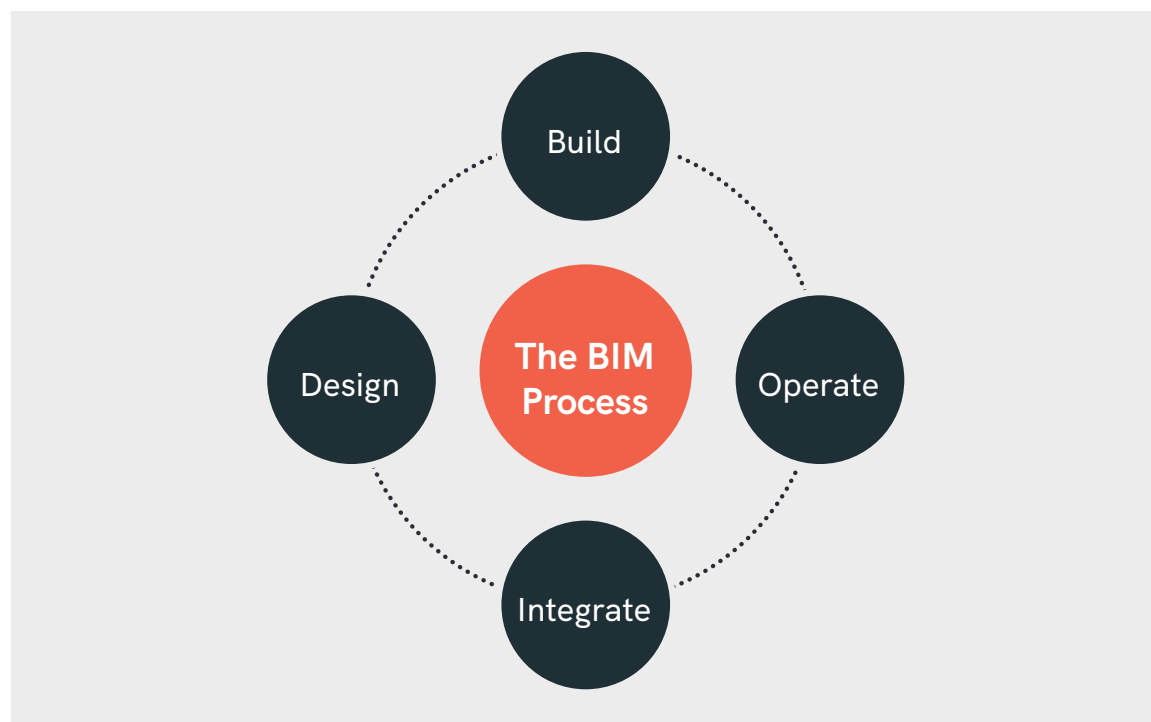 Build
The BIM
Process
Design
Operate
Integrate